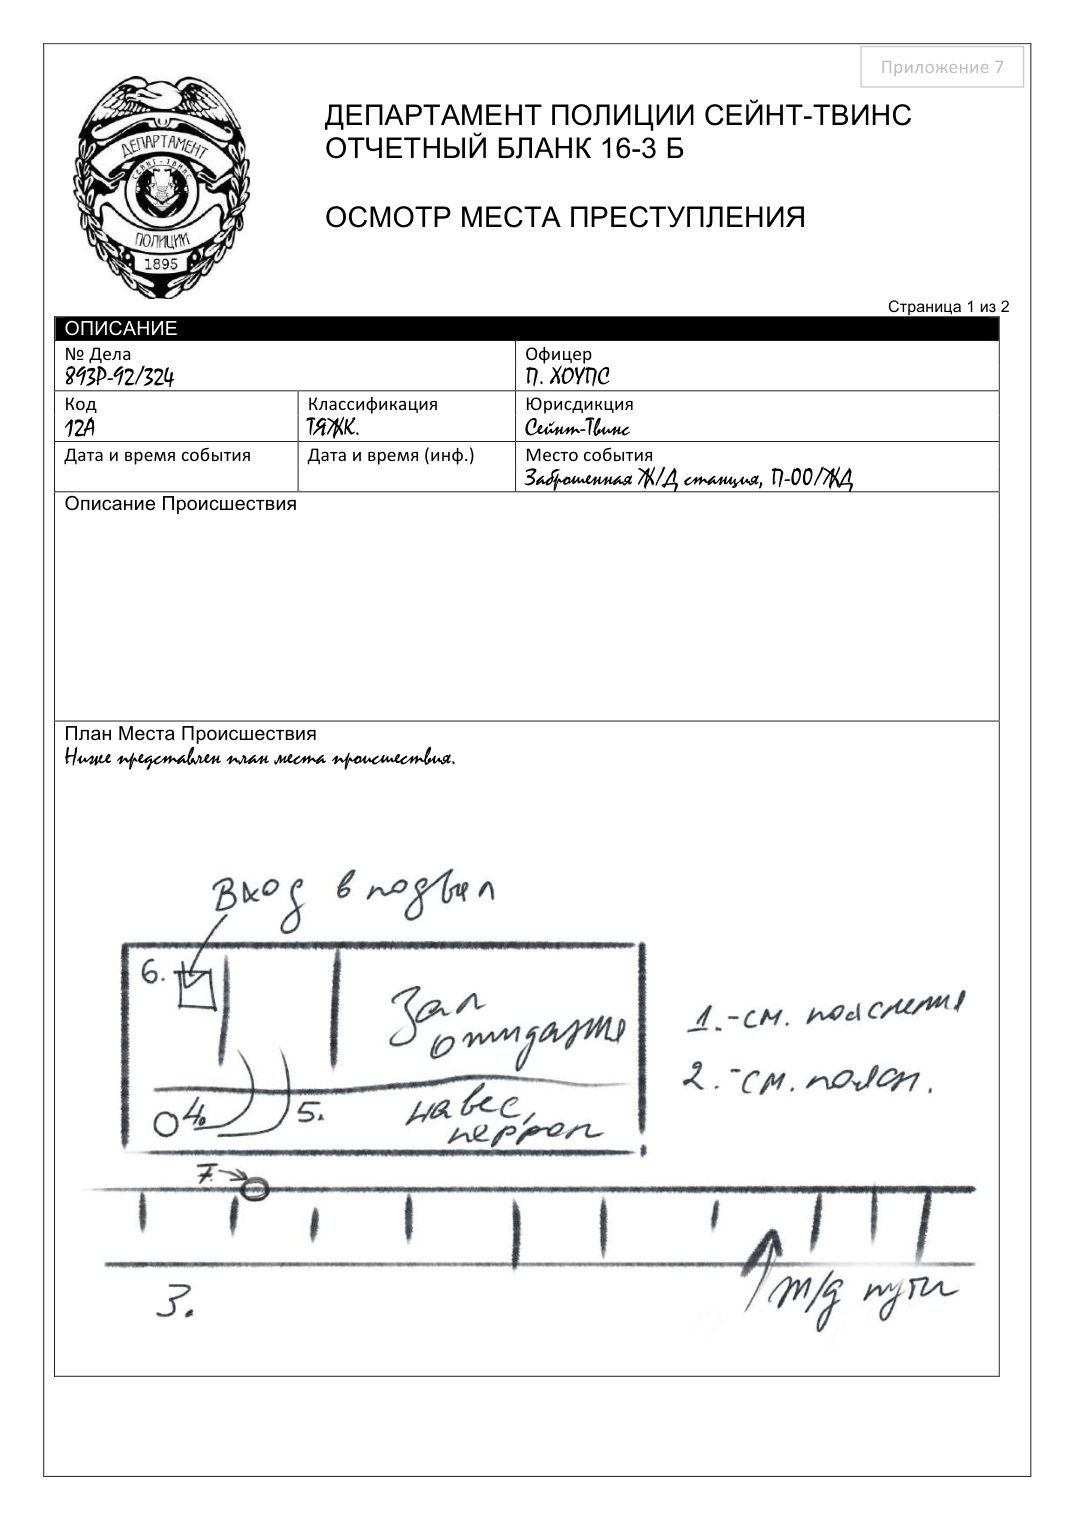 Приложение 7
ДЕПАРТАМЕНТ
СЕЙНТ-ТВИНС
ПОЛИЦИИ
1895
ДЕПАРТАМЕНТ ПОЛИЦИИ СЕЙНТ-ТВИНС
ОТЧЕТНЫЙ БЛАНК 16-3 Б
ОСМОТР МЕСТА ПРЕСТУПЛЕНИЯ
Страница 1 из 2
ОПИСАНИЕ
№ Дела
893Р-92/324
Офицер
П. ХОУПС
Код
12А
Классификация
ТЯЖК.
Юрисдикция
Сейнт-Твинс
Дата и время события
Дата и время (инф.)
Место события
Заброшенная Ж/Д станция, П-00/ЖД
Описание Происшествия
План Места Происшествия
Ниже представлен план места происшествия.
Вход в подвал
6.
Зал
ожидания
1.-см. пояснения
2.-см. поясн.
4.
5.
навес,
перрон
7.
3.
ж/д пути